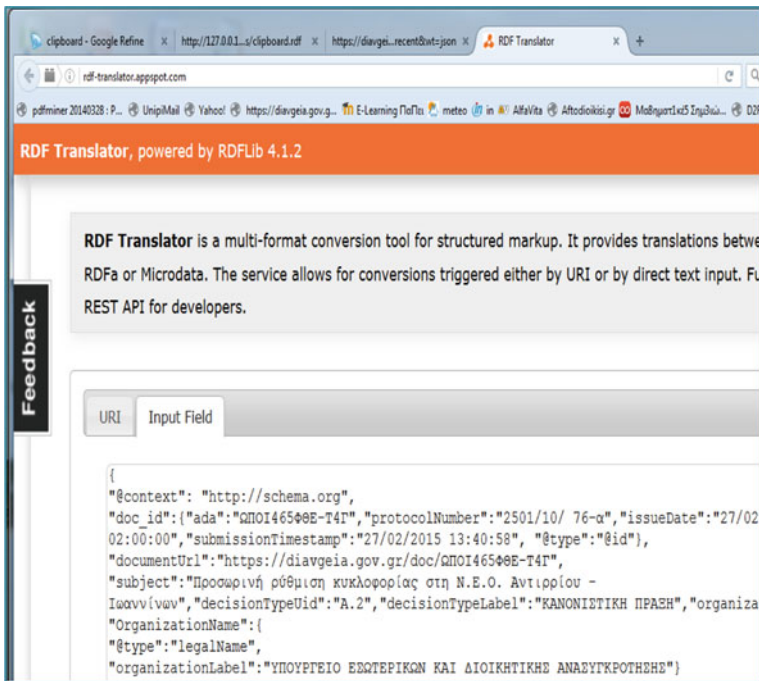 clipboard - Google Refine x http://127.0.0.1...s/clipboard.rdf x https://diavgei...recent&wt=json x RDF Translator x +
rdf-translator.appspot.com
pdfminer 20140328 : P... UnipiMail Yahoo! https://diavgeia.gov.g... E-Learning ΠαΠει meteo in AlfaVita Aftodioikisi.gr D2R
RDF Translator, powered by RDFLib 4.1.2
RDF Translator is a multi-format conversion tool for structured markup. It provides translations betwe
RDFa or Microdata. The service allows for conversions triggered either by URI or by direct text input. Fu
REST API for developers.
Feedback
URI Input Field
{
"@context": "http://schema.org",
"doc_id":{"ada":"ΩΠΟΙ465ΦΘΕ-Τ4Γ","protocolNumber":"2501/10/ 76-α","issueDate":"27/02
02:00:00","submissionTimestamp":"27/02/2015 13:40:58", "@type":"@id"},
"documentUrl":"https://diavgeia.gov.gr/doc/ΩΠΟΙ465ΦΘΕ-Τ4Γ",
"subject":"Προσωρινή ρύθμιση κυκλοφορίας στη Ν.Ε.Ο. Αντιρρίου -
Ιωαννίνων","decisionTypeUid":"Α.2","decisionTypeLabel":"ΚΑΝΟΝΙΣΤΙΚΗ ΠΡΑΞΗ","organiza
"OrganizationName":{
"@type":"legalName",
"organizationLabel":"ΥΠΟΥΡΓΕΙΟ ΕΣΩΤΕΡΙΚΩΝ ΚΑΙ ΔΙΟΙΚΗΤΙΚΗΣ ΑΝΑΣΥΓΚΡΟΤΗΣΗΣ"}